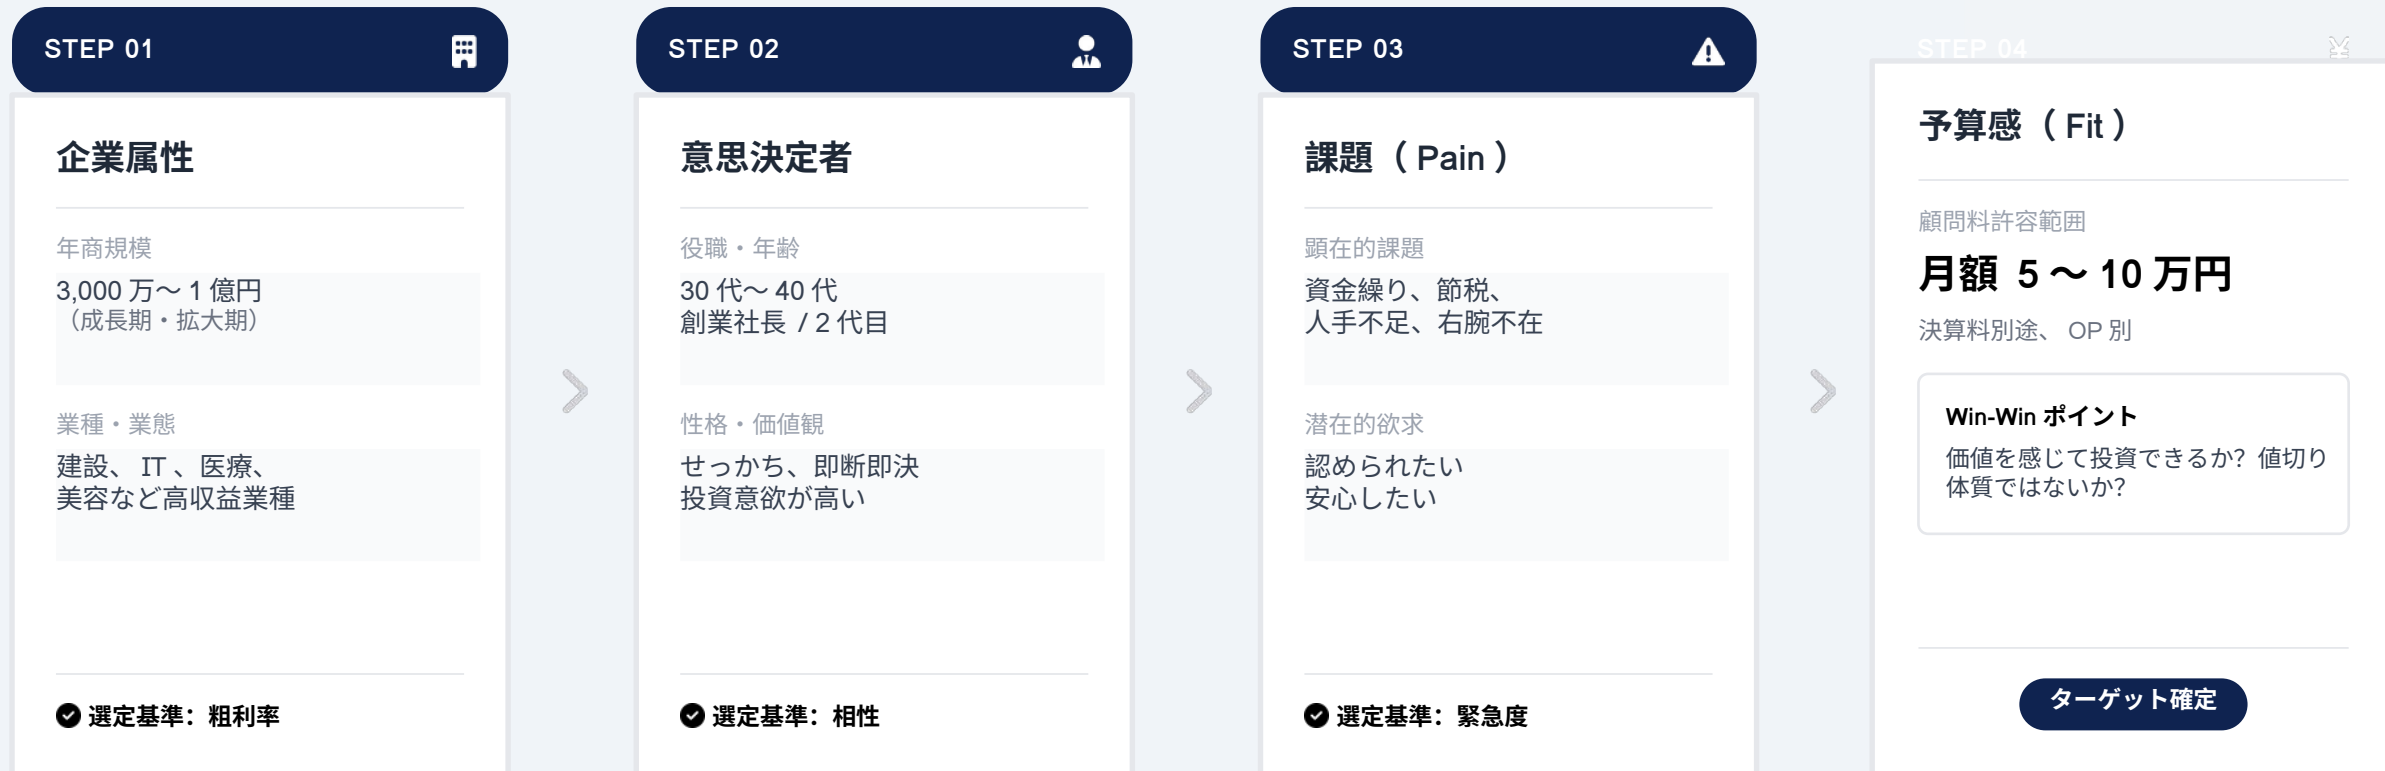 STEP 01
企業属性
年商規模
3,000 万〜 1 億円
（成長期・拡大期）
業種・業態
建設、 IT 、医療、
美容など高収益業種
選定基準：粗利率
STEP 02
意思決定者
役職・年齢
30 代〜 40 代
創業社長 / 2 代目
性格・価値観
せっかち、即断即決
投資意欲が高い
選定基準：相性
STEP 03
課題（ Pain ）
顕在的課題
資金繰り、節税、
人手不足、右腕不在
潜在的欲求
認められたい
安心したい
選定基準：緊急度
STEP 04
予算感（ Fit ）
顧問料許容範囲
月額 5 〜 10 万円
決算料別途、 OP 別
Win-Win ポイント
価値を感じて投資できるか？値切り
体質ではないか？
ターゲット確定